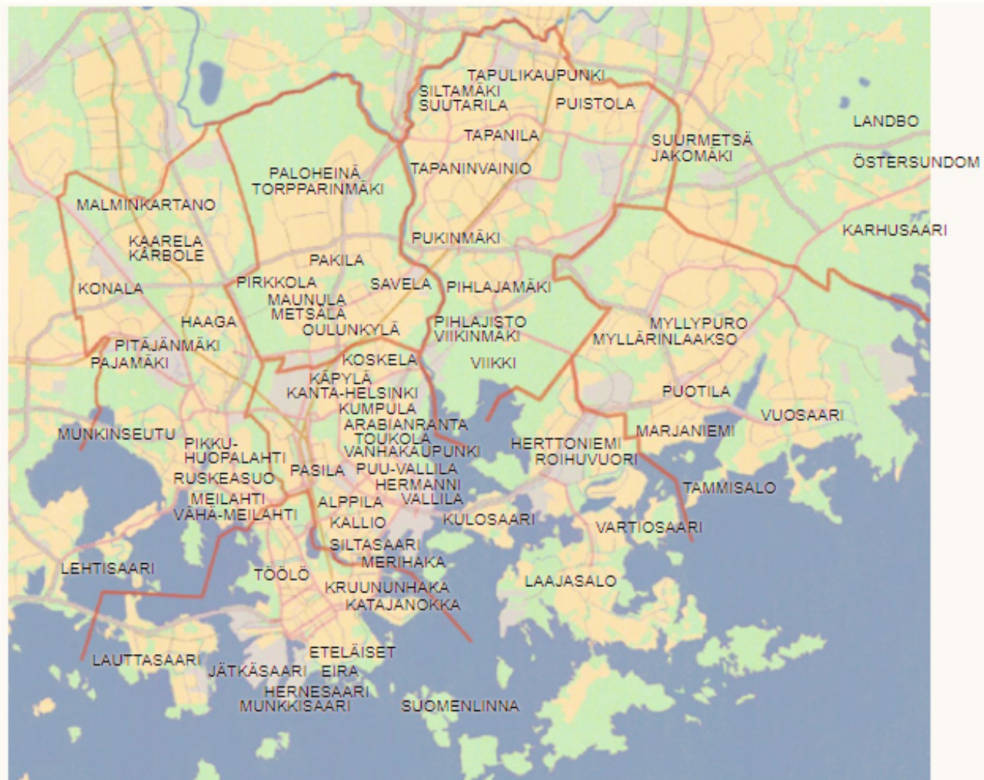 TAPULIKAUPUNKI
SILTAMÄKI
SUUTARILA
PUISTOLA
LANDBO
TAPANILA
SUURMETSÄ
JAKOMÄKI
ÖSTERSUNDOM
PALOHEINÄ
TORPPARINMÄKI
TAPANINVAINIO
MALMINKARTANO
KARHUSAARI
KAARELA
KÅRBOLE
PUKINMÄKI
PAKILA
PIRKKOLA
SAVELA
PIHLAJAMÄKI
KONALA
MAUNULA
METSÄLÄ
OULUNKYLÄ
HAAGA
PIHLAJISTO
VIIKINMÄKI
MYLLYPURO
MYLLÄRINLAAKSO
PITÄJÄNMÄKI
PAJAMÄKI
KOSKELA
VIIKKI
KÄPYLÄ
KANTA-HELSINKI
PUOTILA
KUMPULA
VUOSAARI
ARABIANRANTA
MUNKINSEUTU
TOUKOLA
MARJANIEMI
PIKKU-
HUOPALAHTI
VANHAKAUPUNKI
HERTTONIEMI
ROIHUVUORI
PASILA
PUU-VALLILA
RUSKEASUO
HERMANNI
TAMMISALO
MEILAHTI
VÄHÄ-MEILAHTI
ALPPILA
VALLILA
KALLIO
KULOSAARI
VARTIOSAARI
SILTASAARI
MERIHAKA
LEHTISAARI
TÖÖLÖ
LAAJASALO
KRUUNUNHAKA
KATAJANOKKA
ETELÄISET
LAUTTASAARI
JÄTKÄSAARI
EIRA
HERNESAARI
MUNKKISAARI
SUOMENLINNA